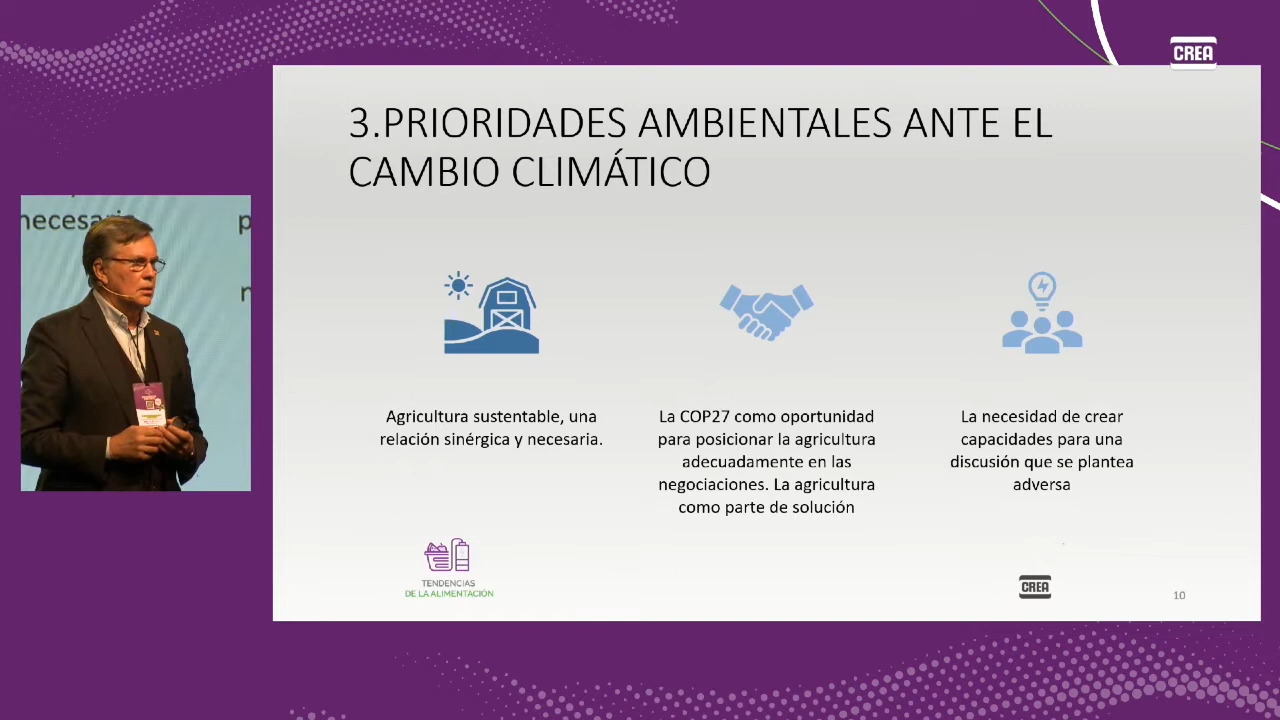 CREA
3.PRIORIDADES AMBIENTALES ANTE EL
CAMBIO CLIMÁTICO
necesaria
p
Agricultura sustentable, una
relación sinérgica y necesaria.
La COP27 como oportunidad
para posicionar la agricultura
adecuadamente en las
negociaciones. La agricultura
como parte de solución
La necesidad de crear
capacidades para una
discusión que se plantea
adversa
TENDENCIAS
DE LA ALIMENTACIÓN
CREA
10